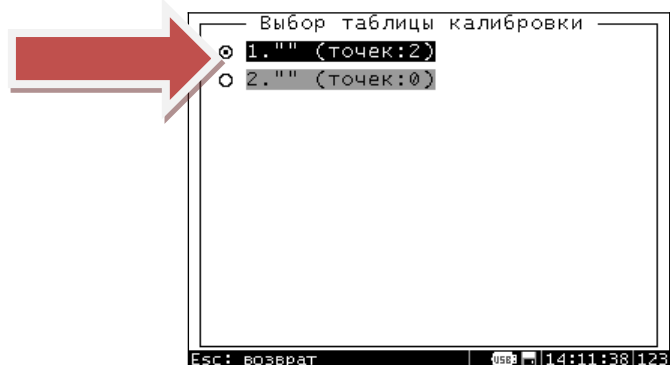 Выбор таблицы калибровки
1."" (точек:2)
2."" (точек:0)
Esc: возврат USB 14:11:38 123